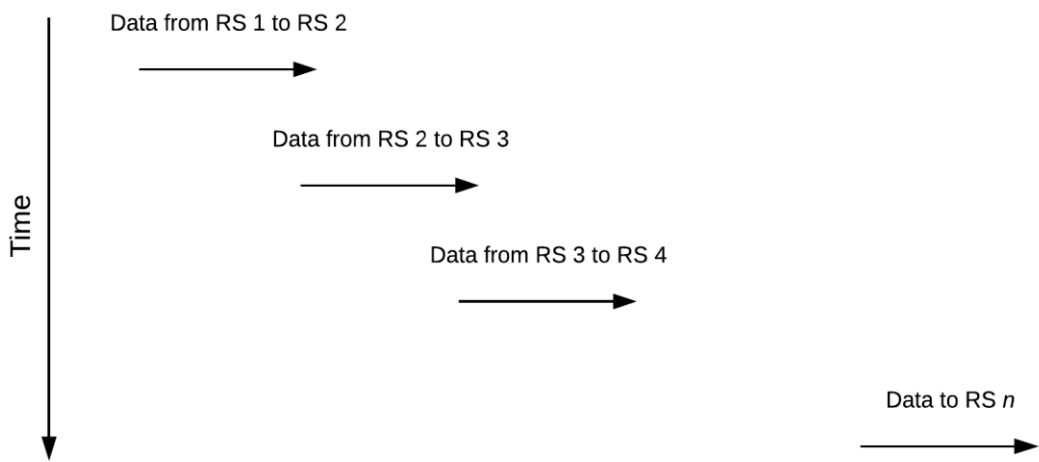 Data from RS 1 to RS 2
Data from RS 2 to RS 3
Time
Data from RS 3 to RS 4
Data to RS n